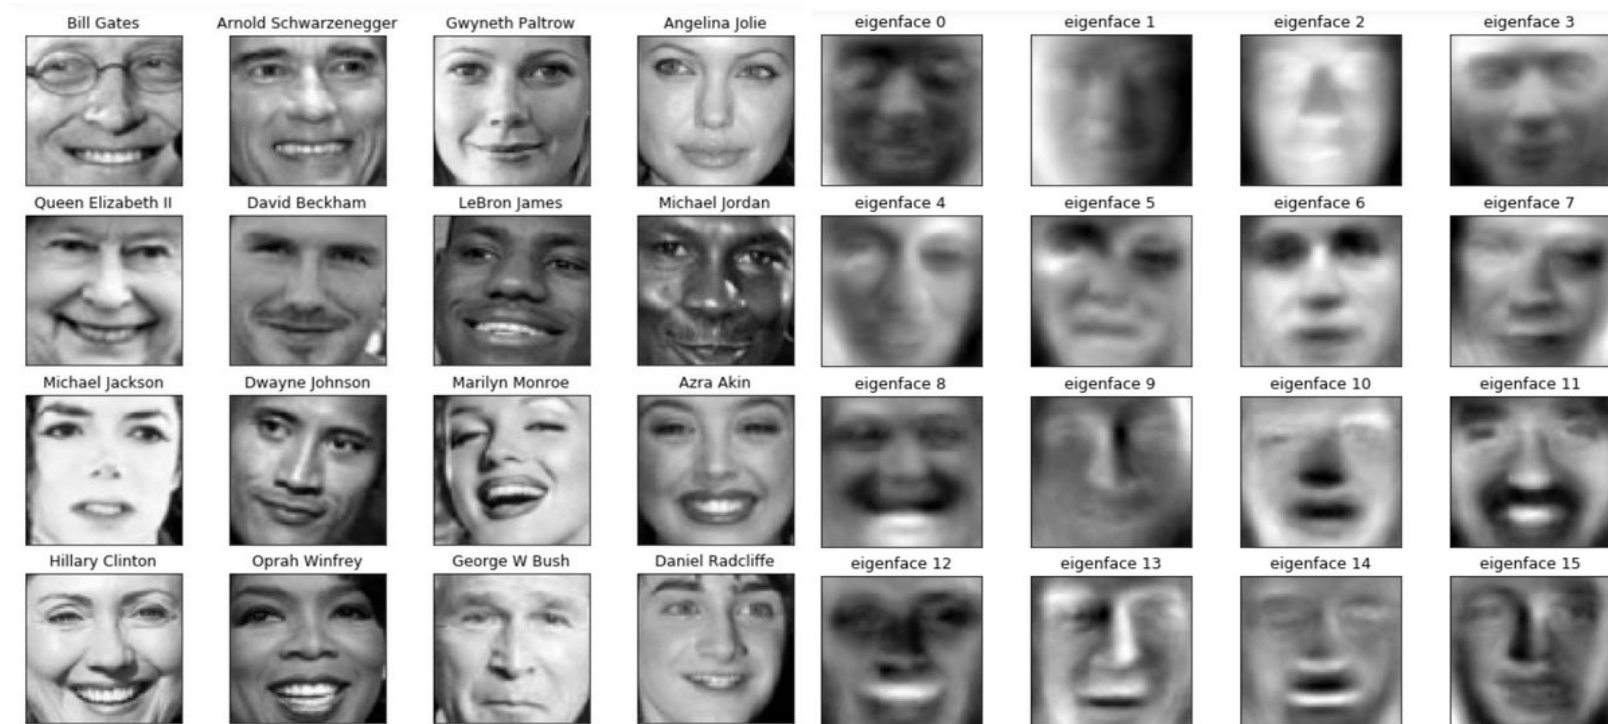 Bill Gates Arnold Schwarzenegger Gwyneth Paltrow Angelina Jolie eigenface 0 eigenface 1 eigenface 2 eigenface 3
Queen Elizabeth II David Beckham LeBron James Michael Jordan eigenface 4 eigenface 5 eigenface 6 eigenface 7
Michael Jackson Dwayne Johnson Marilyn Monroe Azra Akin eigenface 8 eigenface 9 eigenface 10 eigenface 11
Hillary Clinton Oprah Winfrey George W Bush Daniel Radcliffe eigenface 12 eigenface 13 eigenface 14 eigenface 15